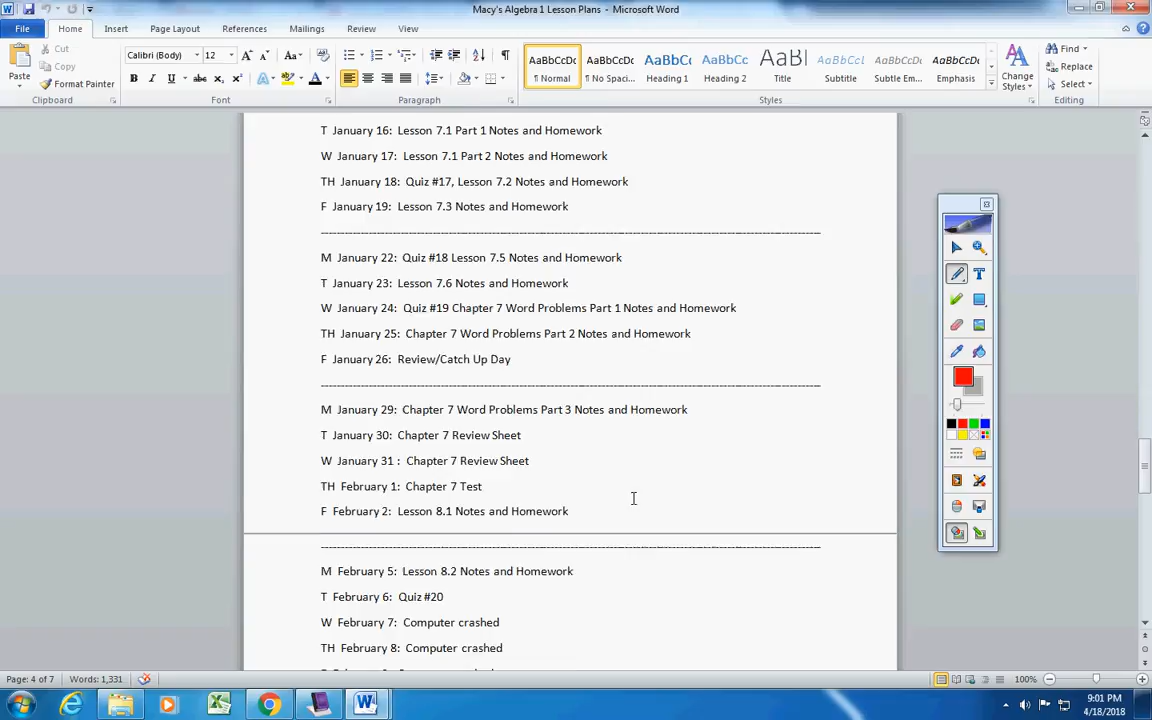 Macy's Algebra 1 Lesson Plans - Microsoft Word
File Home Insert Page Layout References Mailings Review View
Paste
Cut
Copy
Format Painter
Clipboard
Calibri (Body) 12
Font
Paragraph
AaBbCcDc AaBbCcDc AaBbCc AaBbCc AaBl AaBbCcL AaBbCcDc AaBbCcDc
¶ Normal ¶ No Spaci... Heading 1 Heading 2 Title Subtitle Subtle Em... Emphasis
Styles
Change Styles
Find
Replace
Select
Editing
T January 16: Lesson 7.1 Part 1 Notes and Homework
W January 17: Lesson 7.1 Part 2 Notes and Homework
TH January 18: Quiz #17, Lesson 7.2 Notes and Homework
F January 19: Lesson 7.3 Notes and Homework
M January 22: Quiz #18 Lesson 7.5 Notes and Homework
T January 23: Lesson 7.6 Notes and Homework
W January 24: Quiz #19 Chapter 7 Word Problems Part 1 Notes and Homework
TH January 25: Chapter 7 Word Problems Part 2 Notes and Homework
F January 26: Review/Catch Up Day
M January 29: Chapter 7 Word Problems Part 3 Notes and Homework
T January 30: Chapter 7 Review Sheet
W January 31 : Chapter 7 Review Sheet
TH February 1: Chapter 7 Test
F February 2: Lesson 8.1 Notes and Homework
M February 5: Lesson 8.2 Notes and Homework
T February 6: Quiz #20
W February 7: Computer crashed
TH February 8: Computer crashed
Page: 4 of 7 Words: 1,331 100%
9:01 PM
4/18/2018